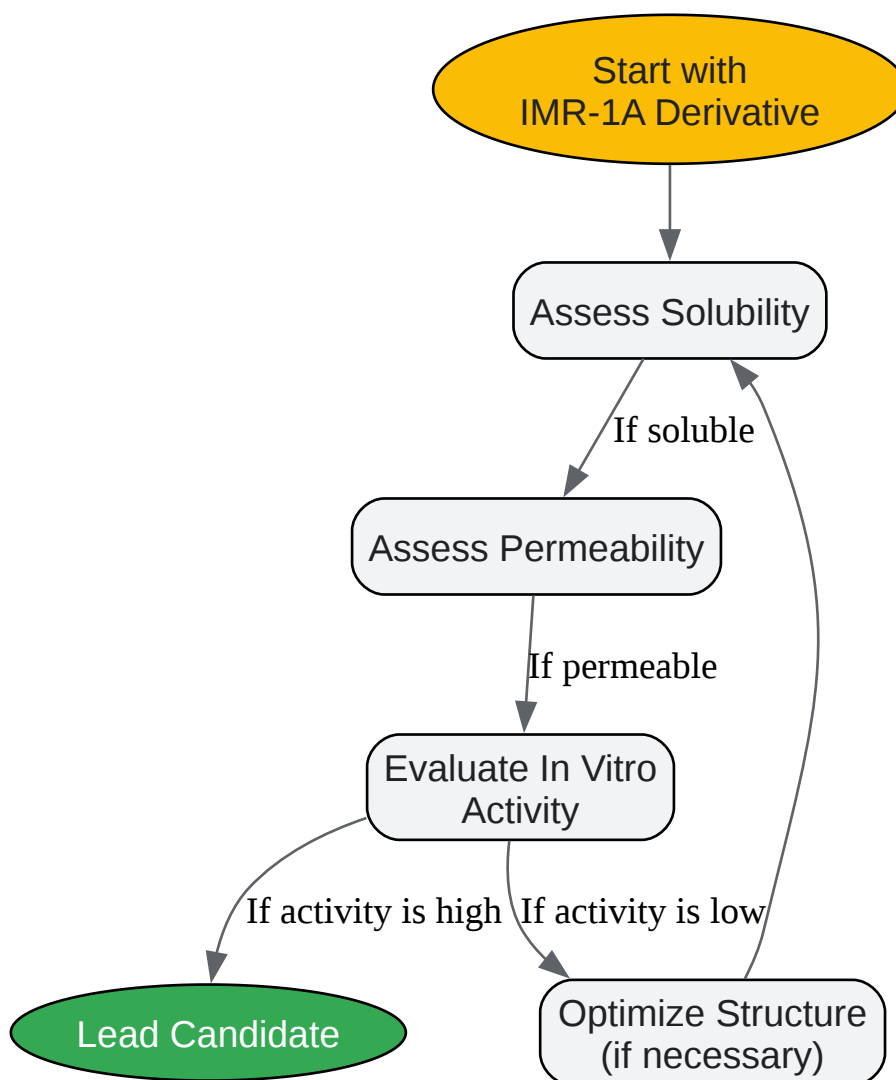 Start with
IMR-1A Derivative
Assess Solubility
If soluble
Assess Permeability
If permeable
Evaluate In Vitro
Activity
If activity is high
If activity is low
Lead Candidate
Optimize Structure
(if necessary)